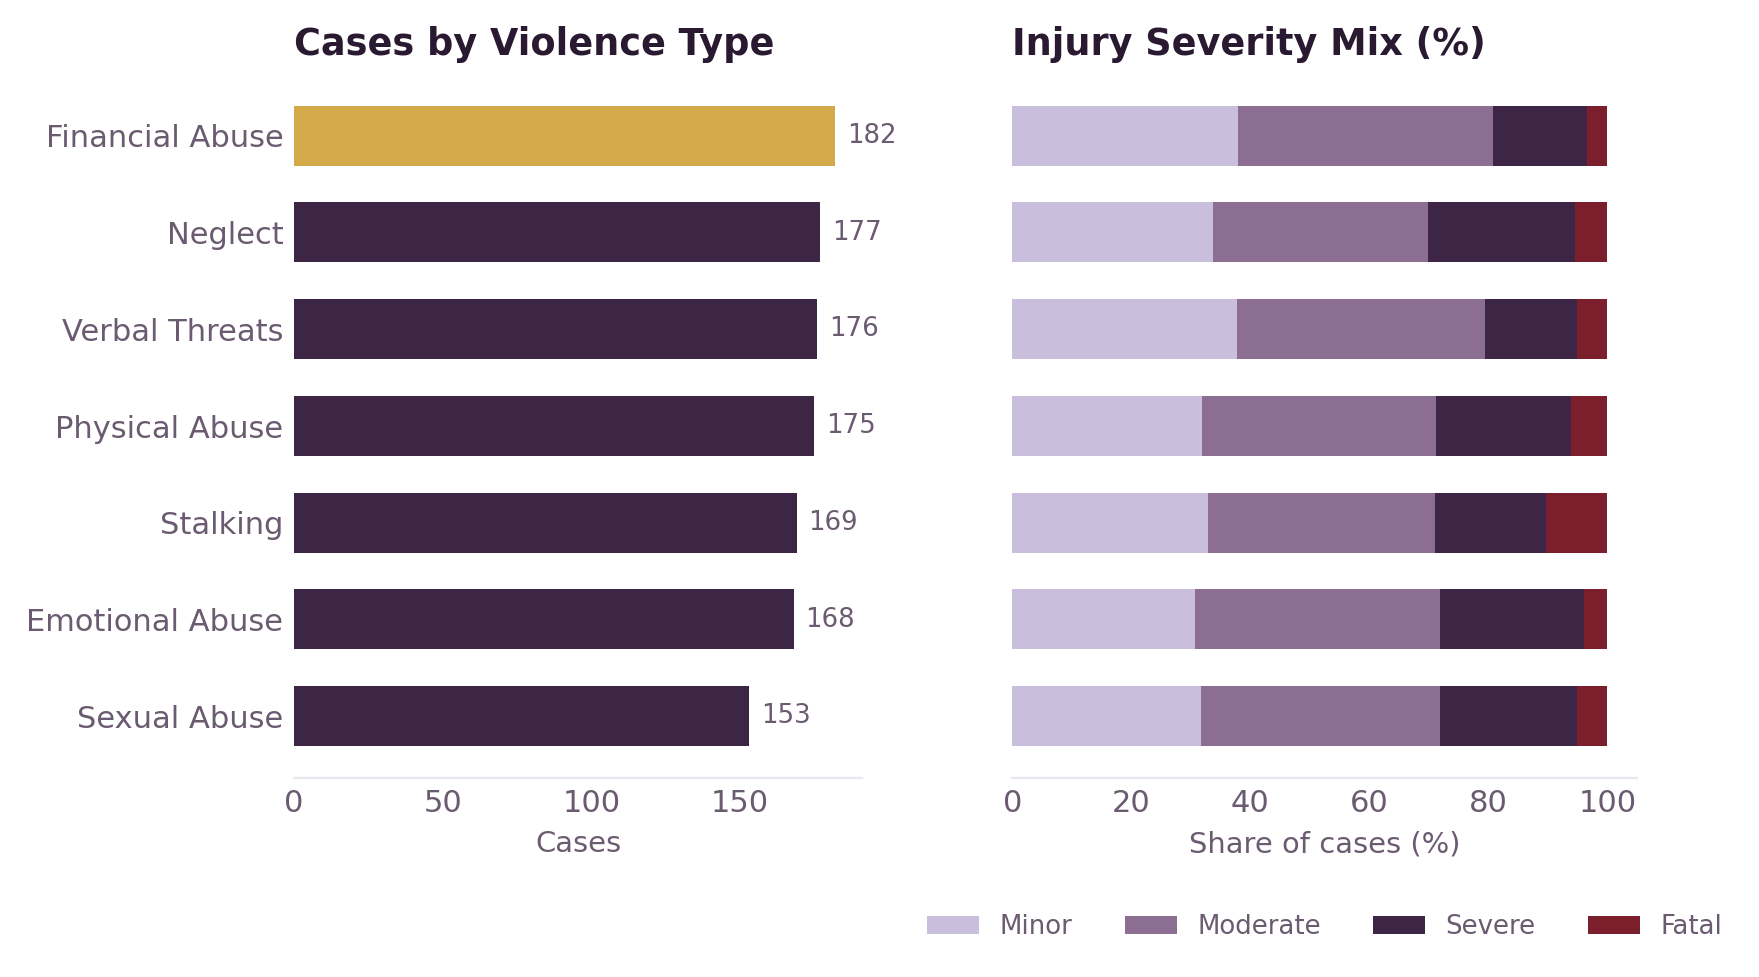 Cases by Violence Type
Financial Abuse 182
Neglect 177
Verbal Threats 176
Physical Abuse 175
Stalking 169
Emotional Abuse 168
Sexual Abuse 153
0 50 100 150
Cases
Injury Severity Mix (%)
0 20 40 60 80 100
Share of cases (%)
Minor Moderate Severe Fatal